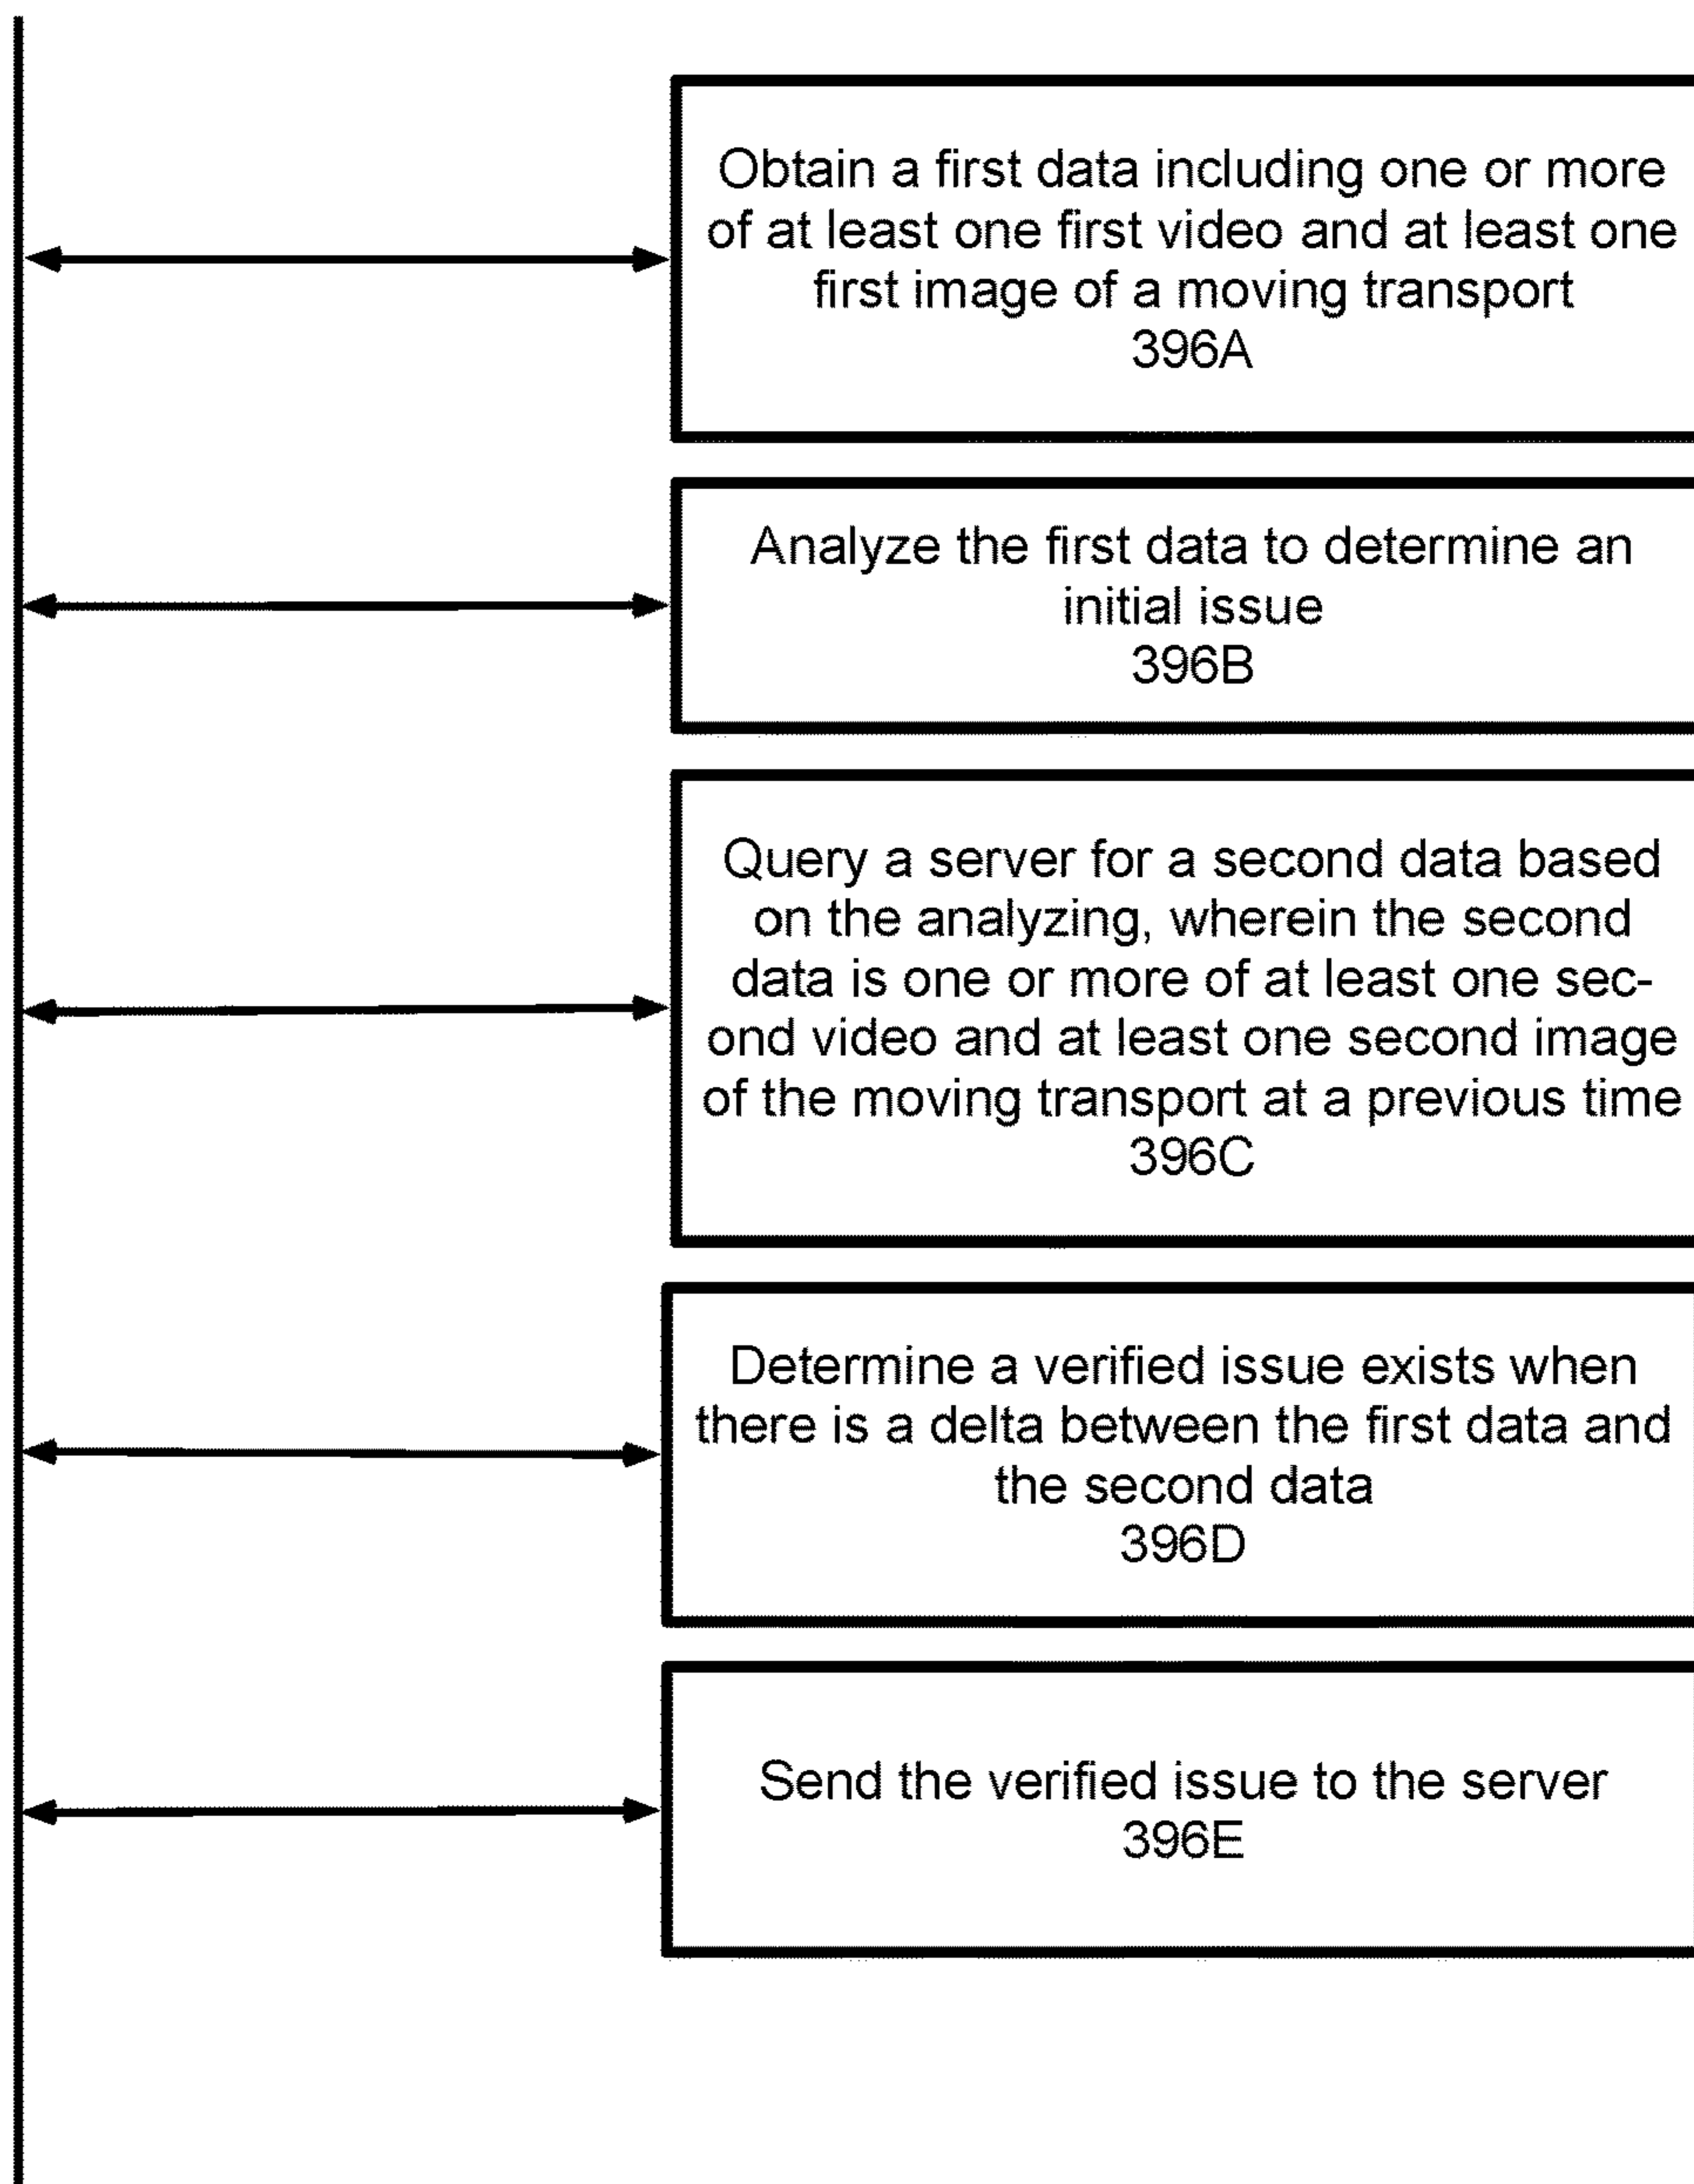 Obtain a first data including one or more
of at least one first video and at least one
first image of a moving transport
396A
Analyze the first data to determine an
initial issue
396B
Query a server for a second data based
on the analyzing, wherein the second
data is one or more of at least one sec-
ond video and at least one second image
of the moving transport at a previous time
396C
Determine a verified issue exists when
there is a delta between the first data and
the second data
396D
Send the verified issue to the server
396E